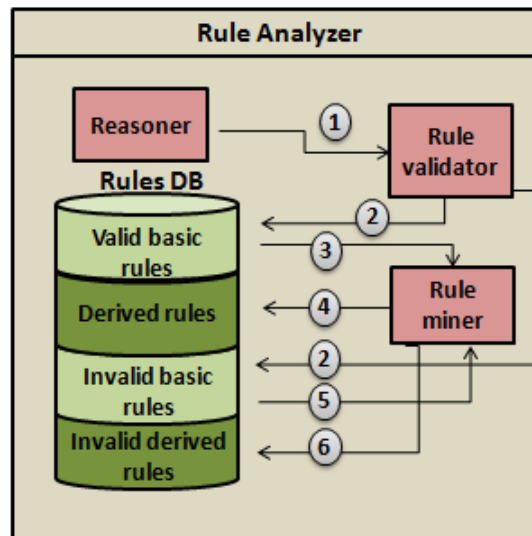 Rule Analyzer
Reasoner
1
Rule
validator
Rules DB
2
Valid basic
rules
3
Derived rules
4
Rule
miner
2
Invalid basic
rules
5
Invalid derived
rules
6